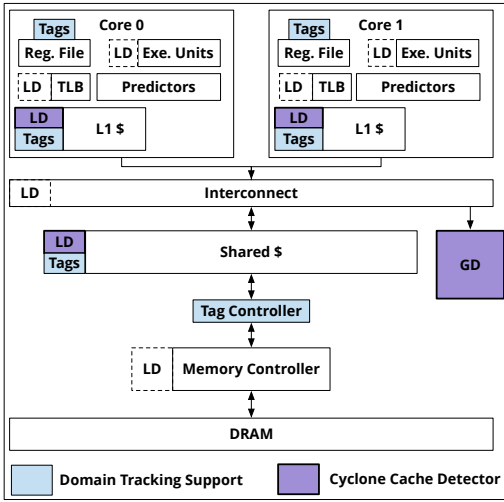 Core 0
Tags
Reg. File
LD
Exe. Units
LD
TLB
Predictors
LD
Tags
L1 $
Core 1
Tags
Reg. File
LD
Exe. Units
LD
TLB
Predictors
LD
Tags
L1 $
LD
Interconnect
LD
Tags
Shared $
GD
Tag Controller
LD
Memory Controller
DRAM
Domain Tracking Support
Cyclone Cache Detector